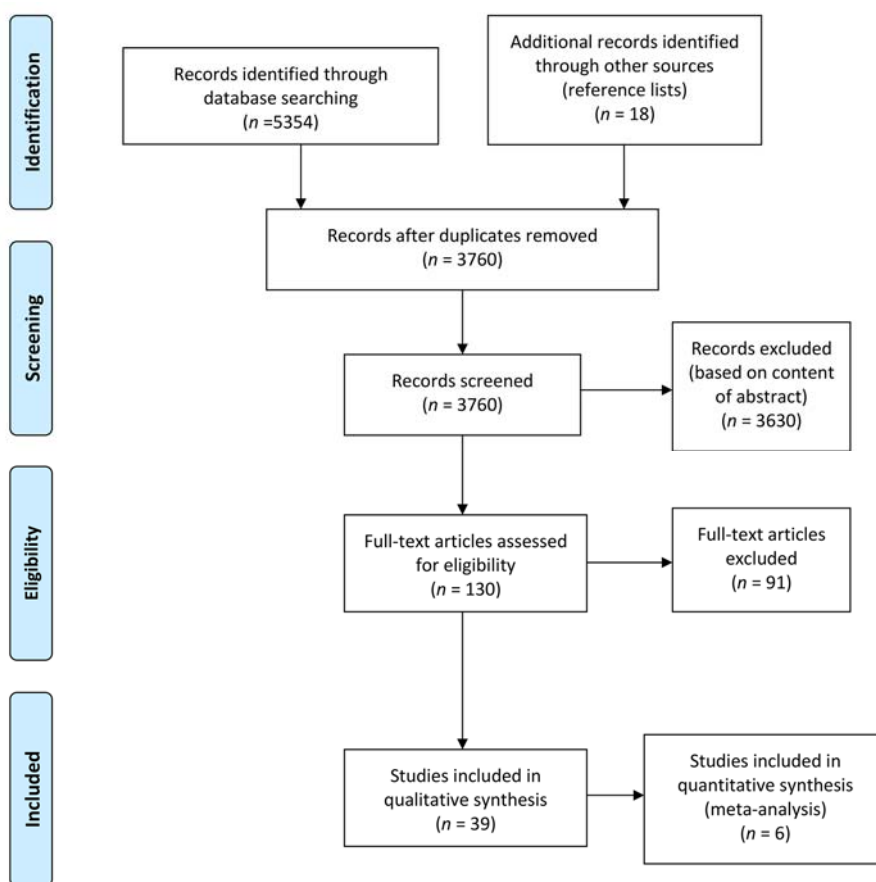 Identification
Records identified through
database searching
(n =5354)
Additional records identified
through other sources
(reference lists)
(n = 18)
Records after duplicates removed
(n = 3760)
Screening
Records screened
(n = 3760)
Records excluded
(based on content
of abstract)
(n = 3630)
Eligibility
Full-text articles assessed
for eligibility
(n = 130)
Full-text articles
excluded
(n = 91)
Included
Studies included in
qualitative synthesis
(n = 39)
Studies included in
quantitative synthesis
(meta-analysis)
(n = 6)